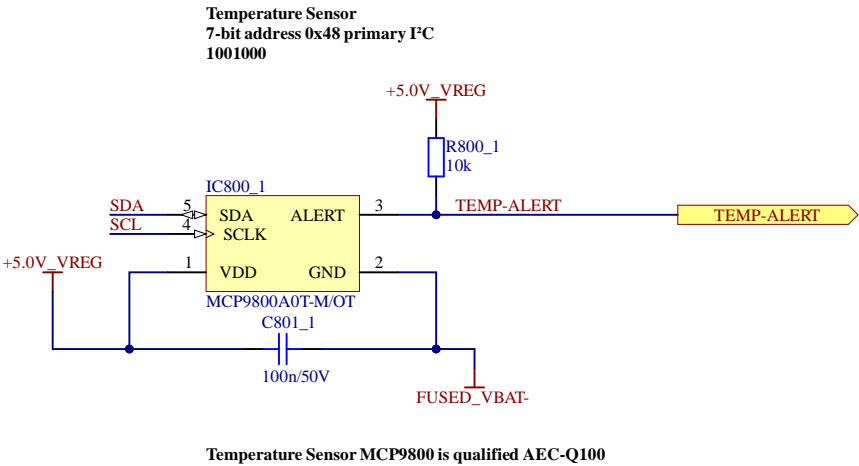 Temperature Sensor
7-bit address 0x48 primary I²C
1001000
+5.0V_VREG
R800_1
10k
IC800_1
SDA
5
SDA
ALERT
3
TEMP-ALERT
TEMP-ALERT
SCL
4
SCLK
+5.0V_VREG
1
VDD
GND
2
MCP9800A0T-M/OT
C801_1
100n/50V
FUSED_VBAT-
Temperature Sensor MCP9800 is qualified AEC-Q100